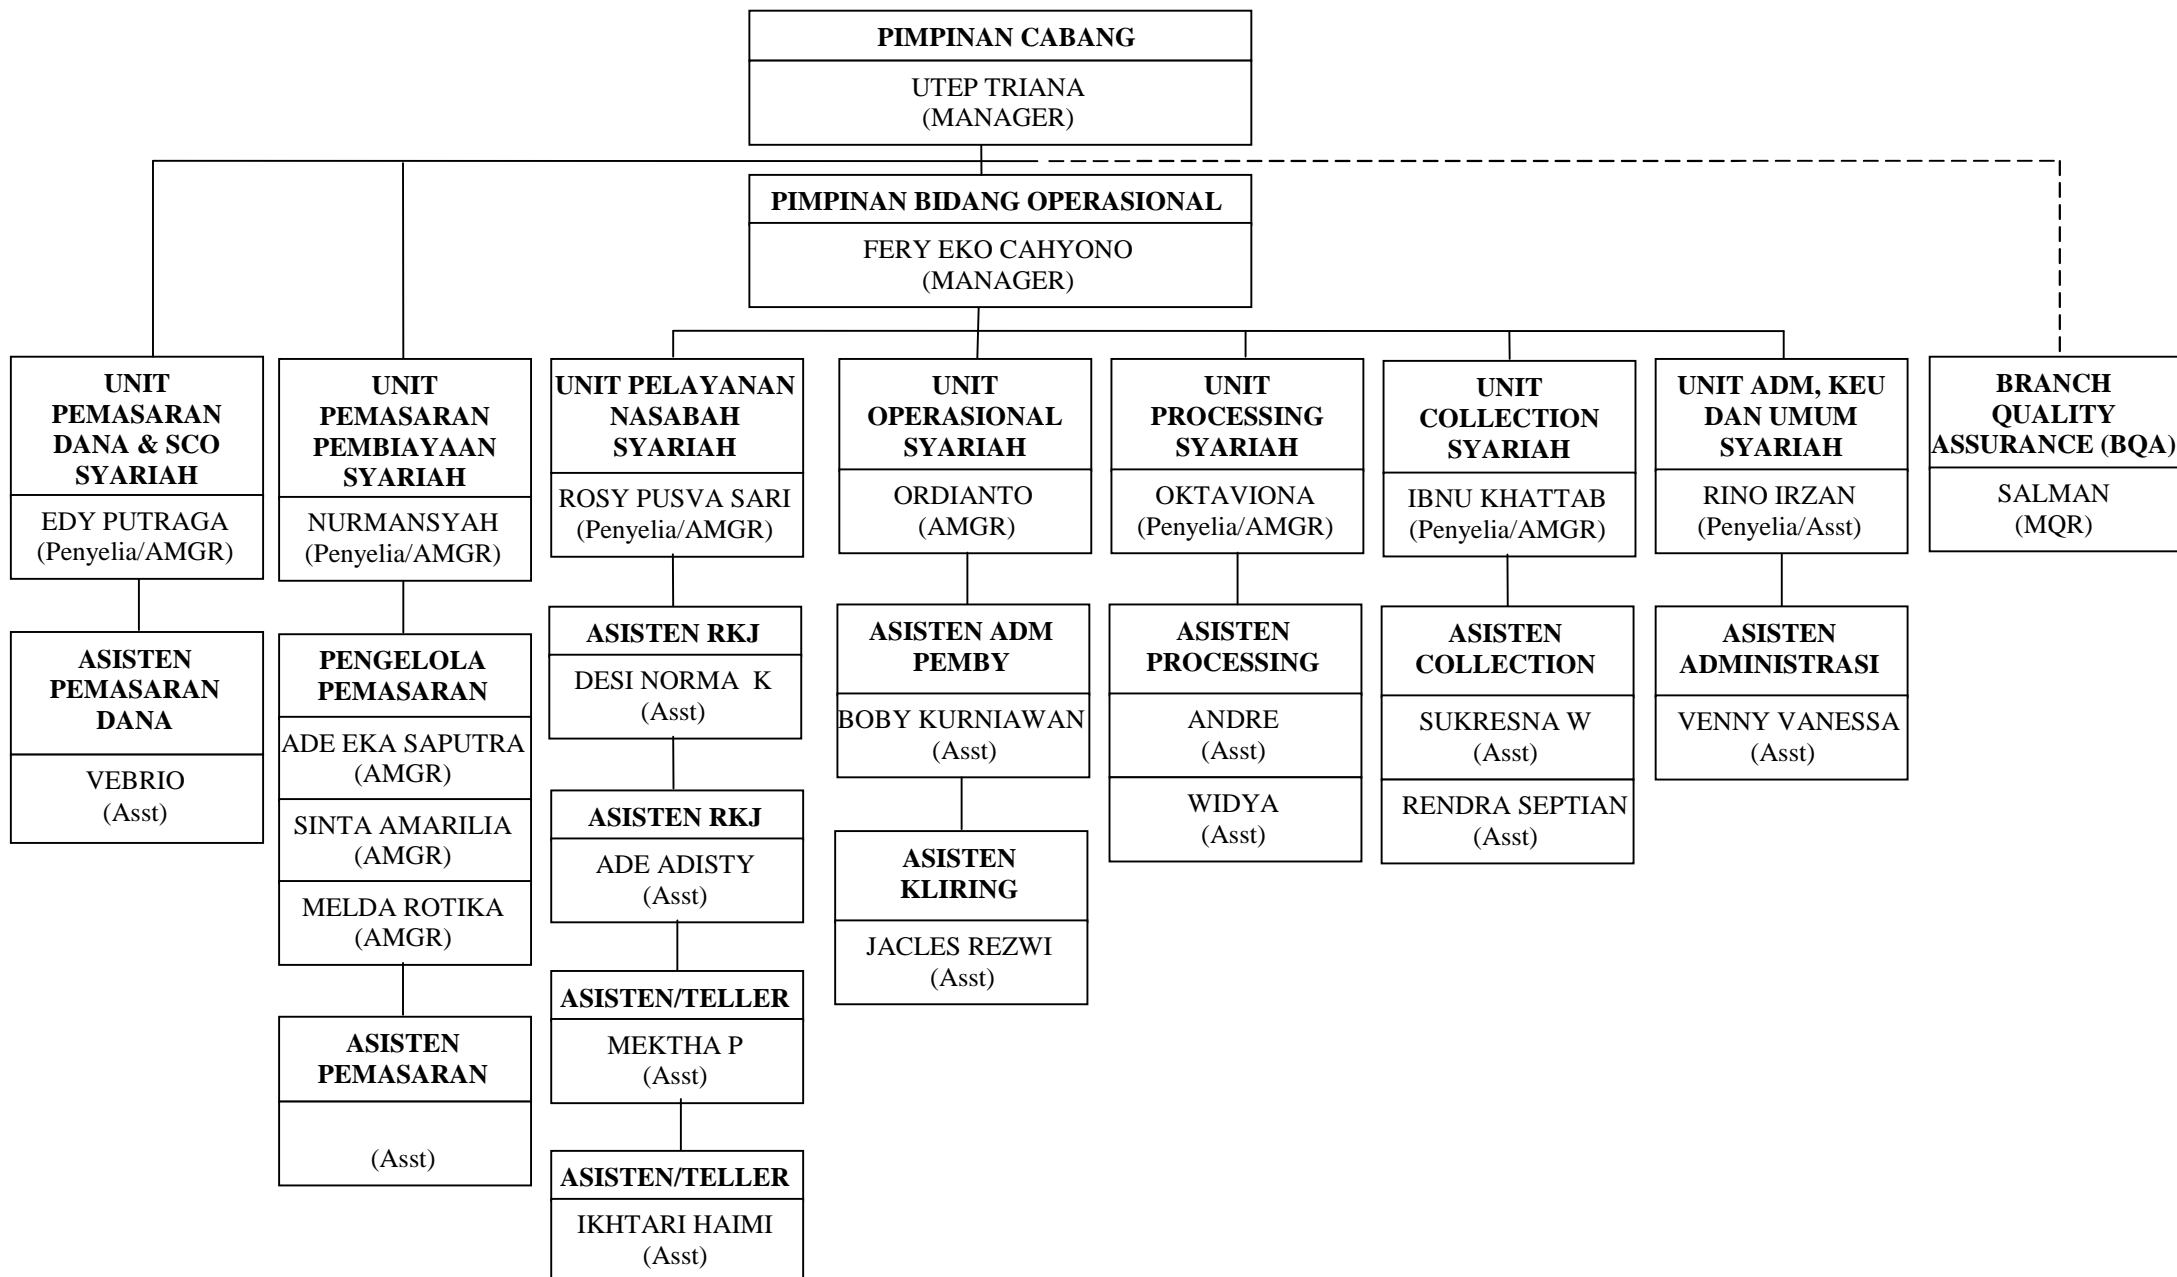 PIMPINAN CABANG
UTEP TRIANA
(MANAGER)
PIMPINAN BIDANG OPERASIONAL
FERY EKO CAHYONO
(MANAGER)
UNIT
PEMASARAN
DANA & SCO
SYARIAH
EDY PUTRAGA
(Penyelia/AMGR)
ASISTEN
PEMASARAN
DANA
VEBRIO
(Asst)
UNIT
PEMASARAN
PEMBIAYAAN
SYARIAH
NURMANSYAH
(Penyelia/AMGR)
PENGELOLA
PEMASARAN
ADE EKA SAPUTRA
(AMGR)
SINTA AMARILIA
(AMGR)
MELDA ROTIKA
(AMGR)
ASISTEN
PEMASARAN
(Asst)
UNIT PELAYANAN
NASABAH
SYARIAH
ROSY PUSVA SARI
(Penyelia/AMGR)
ASISTEN RKJ
DESI NORMA  K
(Asst)
ASISTEN RKJ
ADE ADISTY
(Asst)
ASISTEN/TELLER
MEKTHA P
(Asst)
ASISTEN/TELLER
IKHTARI HAIMI
(Asst)
UNIT
OPERASIONAL
SYARIAH
ORDIANTO
(AMGR)
ASISTEN ADM
PEMBY
BOBY KURNIAWAN
(Asst)
ASISTEN
KLIRING
JACLES REZWI
(Asst)
UNIT
PROCESSING
SYARIAH
OKTAVIONA
(Penyelia/AMGR)
ASISTEN
PROCESSING
ANDRE
(Asst)
WIDYA
(Asst)
UNIT
COLLECTION
SYARIAH
IBNU KHATTAB
(Penyelia/AMGR)
ASISTEN
COLLECTION
SUKRESNA W
(Asst)
RENDRA SEPTIAN
(Asst)
UNIT ADM, KEU
DAN UMUM
SYARIAH
RINO IRZAN
(Penyelia/Asst)
ASISTEN
ADMINISTRASI
VENNY VANESSA
(Asst)
BRANCH
QUALITY
ASSURANCE (BQA)
SALMAN
(MQR)